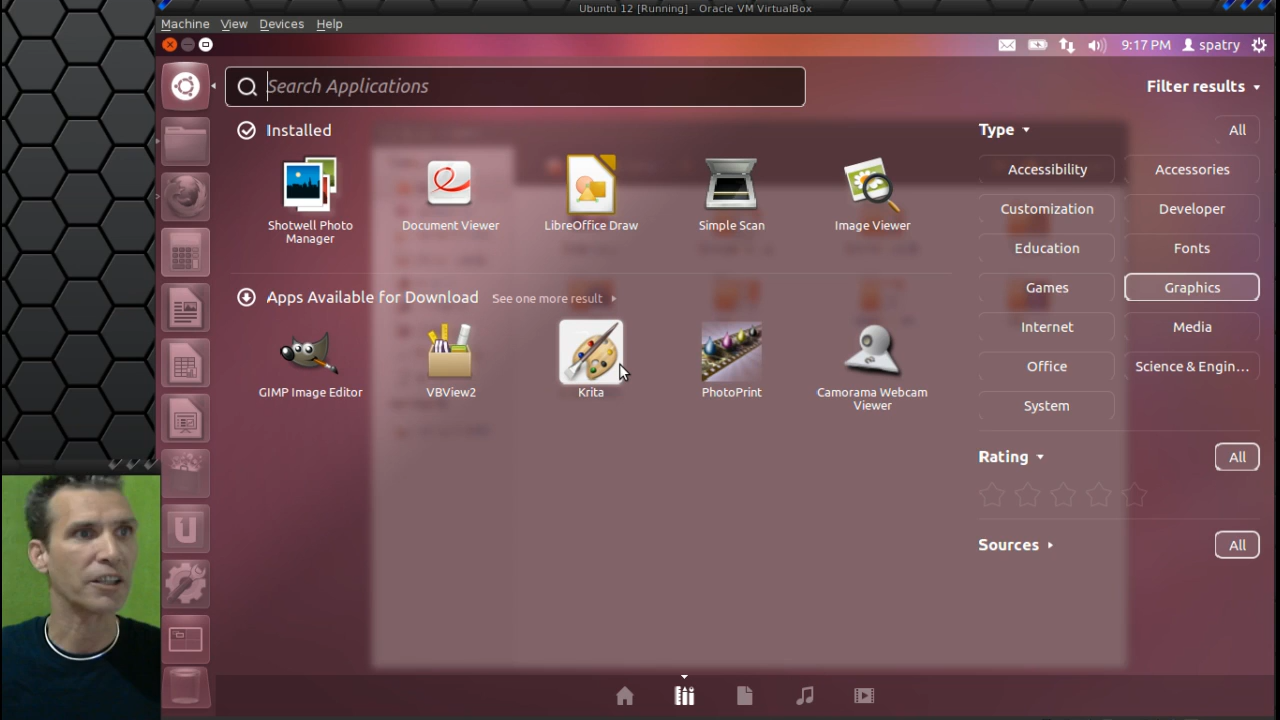 Ubuntu 12 [Running] - Oracle VM VirtualBox
Machine View Devices Help
9:17 PM spatry
Search Applications
Filter results
Installed
Type All
Shotwell Photo Manager
Document Viewer
LibreOffice Draw
Simple Scan
Image Viewer
Accessibility Accessories
Customization Developer
Education Fonts
Games Graphics
Internet Media
Office Science & Engin...
System
Apps Available for Download See one more result
GIMP Image Editor
VBView2
Krita
PhotoPrint
Camorama Webcam Viewer
Rating All
Sources All